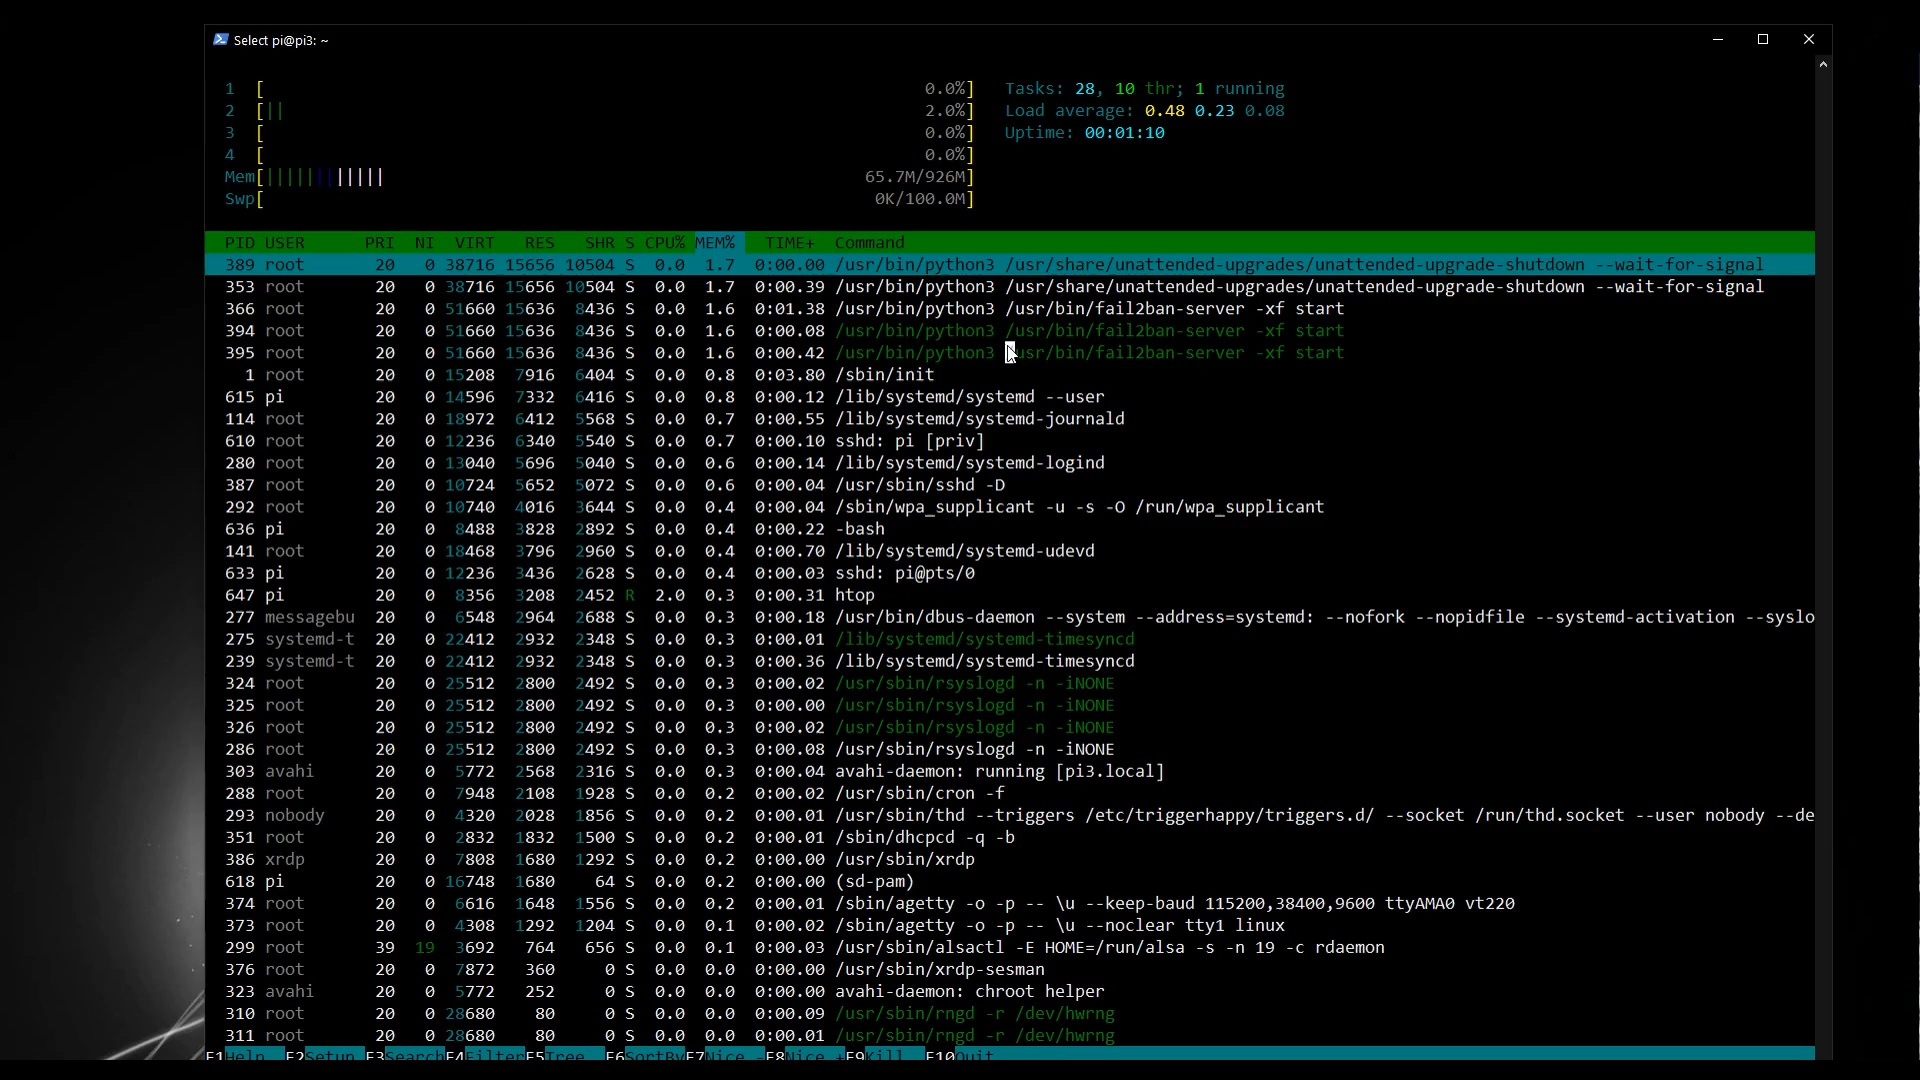 Select pi@pi3: ~
1 [ 0.0%] Tasks: 28, 10 thr; 1 running
2 [|| 2.0%] Load average: 0.48 0.23 0.08
3 [ 0.0%] Uptime: 00:01:10
4 [ 0.0%]
Mem[|||||||||||| 65.7M/926M]
Swp[ 0K/100.0M]
PID USER PRI NI VIRT RES SHR S CPU% MEM% TIME+ Command
389 root 20 0 38716 15656 10504 S 0.0 1.7 0:00.00 /usr/bin/python3 /usr/share/unattended-upgrades/unattended-upgrade-shutdown --wait-for-signal
353 root 20 0 38716 15656 10504 S 0.0 1.7 0:00.39 /usr/bin/python3 /usr/share/unattended-upgrades/unattended-upgrade-shutdown --wait-for-signal
366 root 20 0 51660 15636 8436 S 0.0 1.6 0:01.38 /usr/bin/python3 /usr/bin/fail2ban-server -xf start
394 root 20 0 51660 15636 8436 S 0.0 1.6 0:00.08 /usr/bin/python3 /usr/bin/fail2ban-server -xf start
395 root 20 0 51660 15636 8436 S 0.0 1.6 0:00.42 /usr/bin/python3 /usr/bin/fail2ban-server -xf start
1 root 20 0 15208 7916 6404 S 0.0 0.8 0:03.80 /sbin/init
615 pi 20 0 14596 7332 6416 S 0.0 0.8 0:00.12 /lib/systemd/systemd --user
114 root 20 0 18972 6412 5568 S 0.0 0.7 0:00.55 /lib/systemd/systemd-journald
610 root 20 0 12236 6340 5540 S 0.0 0.7 0:00.10 sshd: pi [priv]
280 root 20 0 13040 5696 5040 S 0.0 0.6 0:00.14 /lib/systemd/systemd-logind
387 root 20 0 10724 5652 5072 S 0.0 0.6 0:00.04 /usr/sbin/sshd -D
292 root 20 0 10740 4016 3644 S 0.0 0.4 0:00.04 /sbin/wpa_supplicant -u -s -O /run/wpa_supplicant
636 pi 20 0 8488 3828 2892 S 0.0 0.4 0:00.22 -bash
141 root 20 0 18468 3796 2960 S 0.0 0.4 0:00.70 /lib/systemd/systemd-udevd
633 pi 20 0 12236 3436 2628 S 0.0 0.4 0:00.03 sshd: pi@pts/0
647 pi 20 0 8356 3208 2452 R 2.0 0.3 0:00.31 htop
277 messagebu 20 0 6548 2964 2688 S 0.0 0.3 0:00.18 /usr/bin/dbus-daemon --system --address=systemd: --nofork --nopidfile --systemd-activation --syslo
275 systemd-t 20 0 22412 2932 2348 S 0.0 0.3 0:00.01 /lib/systemd/systemd-timesyncd
239 systemd-t 20 0 22412 2932 2348 S 0.0 0.3 0:00.36 /lib/systemd/systemd-timesyncd
324 root 20 0 25512 2800 2492 S 0.0 0.3 0:00.02 /usr/sbin/rsyslogd -n -iNONE
325 root 20 0 25512 2800 2492 S 0.0 0.3 0:00.00 /usr/sbin/rsyslogd -n -iNONE
326 root 20 0 25512 2800 2492 S 0.0 0.3 0:00.02 /usr/sbin/rsyslogd -n -iNONE
286 root 20 0 25512 2800 2492 S 0.0 0.3 0:00.08 /usr/sbin/rsyslogd -n -iNONE
303 avahi 20 0 5772 2568 2316 S 0.0 0.3 0:00.04 avahi-daemon: running [pi3.local]
288 root 20 0 7948 2108 1928 S 0.0 0.2 0:00.02 /usr/sbin/cron -f
293 nobody 20 0 4320 2028 1856 S 0.0 0.2 0:00.01 /usr/sbin/thd --triggers /etc/triggerhappy/triggers.d/ --socket /run/thd.socket --user nobody --de
351 root 20 0 2832 1832 1500 S 0.0 0.2 0:00.01 /sbin/dhcpcd -q -b
386 xrdp 20 0 7808 1680 1292 S 0.0 0.2 0:00.00 /usr/sbin/xrdp
618 pi 20 0 16748 1680 64 S 0.0 0.2 0:00.00 (sd-pam)
374 root 20 0 6616 1648 1556 S 0.0 0.2 0:00.01 /sbin/agetty -o -p -- \u --keep-baud 115200,38400,9600 ttyAMA0 vt220
373 root 20 0 4308 1292 1204 S 0.0 0.1 0:00.02 /sbin/agetty -o -p -- \u --noclear tty1 linux
299 root 39 19 3692 764 656 S 0.0 0.1 0:00.03 /usr/sbin/alsactl -E HOME=/run/alsa -s -n 19 -c rdaemon
376 root 20 0 7872 360 0 S 0.0 0.0 0:00.00 /usr/sbin/xrdp-sesman
323 avahi 20 0 5772 252 0 S 0.0 0.0 0:00.00 avahi-daemon: chroot helper
310 root 20 0 28680 80 0 S 0.0 0.0 0:00.09 /usr/sbin/rngd -r /dev/hwrng
311 root 20 0 28680 80 0 S 0.0 0.0 0:00.01 /usr/sbin/rngd -r /dev/hwrng
F1Help F2Setup F3SearchF4FilterF5Tree F6SortByF7Nice -F8Nice +F9Kill F10Quit